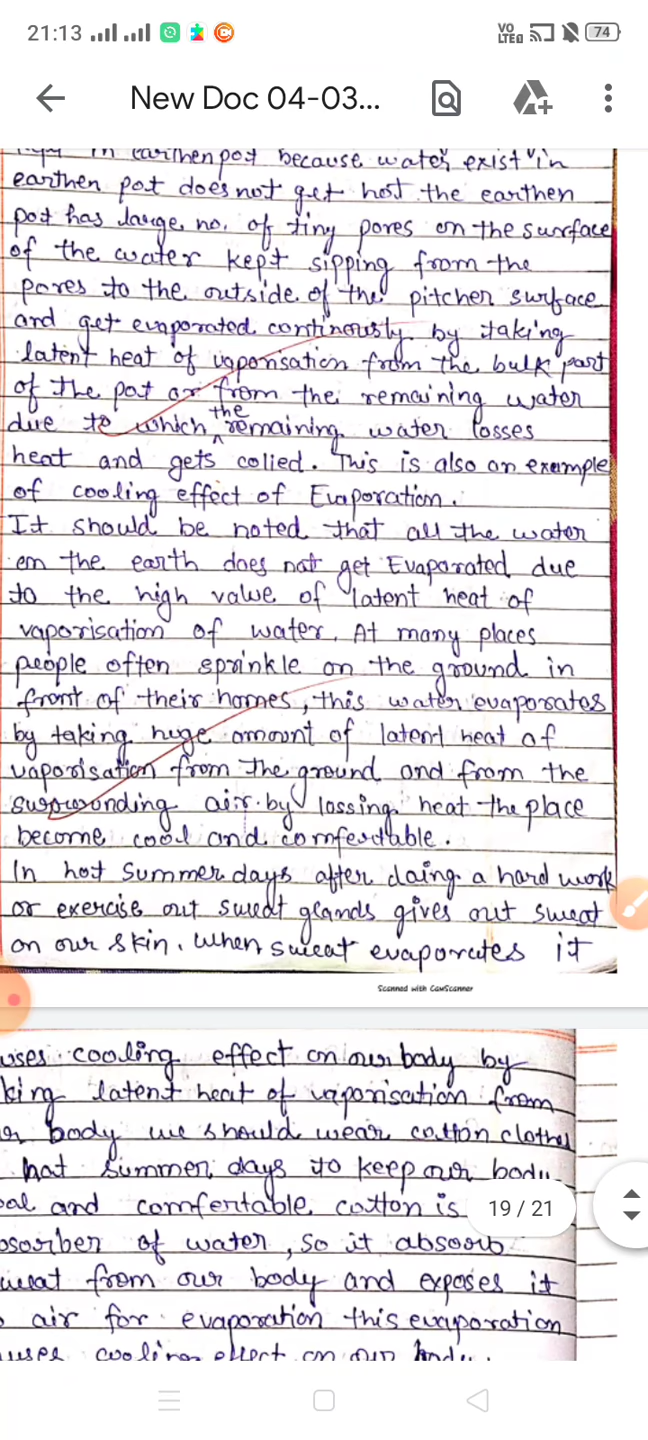 21:13
VO
LTE
74
New Doc 04-03...
in earthen pot because water exist in
earthen pot does not get hot the earthen
pot has large no. of tiny pores on the surface
of the water kept sipping from the
pores to the outside of the pitcher surface
and get evaporated continously by taking
latent heat of vaporisation from the bulk part
of the pot or from the remaining water
due to which the remaining water losses
heat and gets colied. This is also an example
of cooling effect of Evaporation.
It should be noted that all the water
on the earth does not get Evaporated due
to the high value of latent heat of
vaporisation of water. At many places
people often sprinkle on the ground in
front of their homes, this water evaporates
by taking huge amount of latent heat of
vaporisation from the ground and from the
surrounding air. by lossing heat the place
become cool and comfertable.
In hot summer days after doing a hard work
or exercise out sweat glands gives out sweat
on our skin. When sweat evaporates it
Scanned with CamScanner
uses cooling effect on our body by
king latent heat of vaporisation from
body we should wear cotton clothes
hat summer days to keep our body
and comfertable cotton is
19 / 21
sorber of water, so it absorb
weat from our body and exposes it
air for evaporation this evaporation
uses cooling effect on our body.